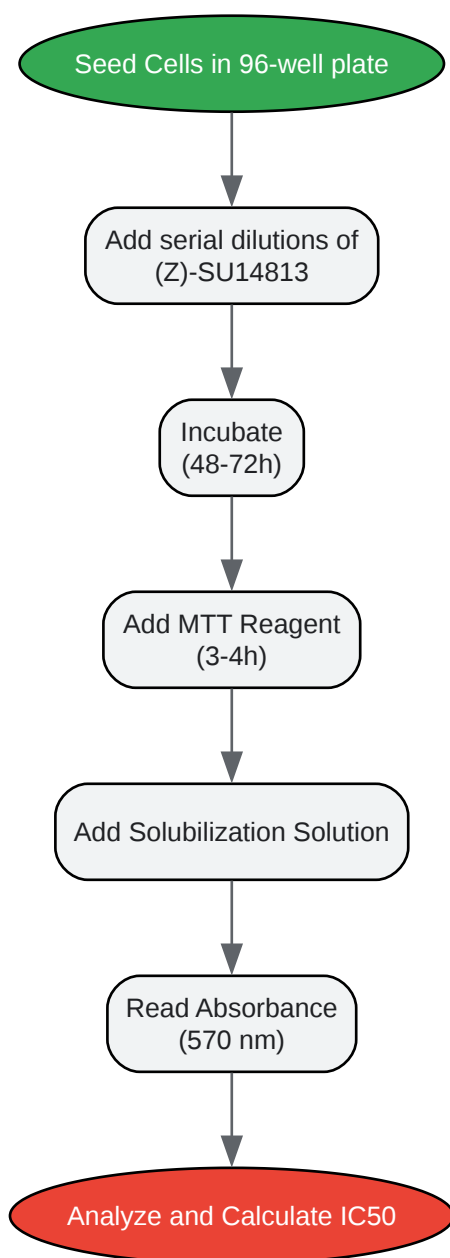 Seed Cells in 96-well plate
Add serial dilutions of
(Z)-SU14813
Incubate
(48-72h)
Add MTT Reagent
(3-4h)
Add Solubilization Solution
Read Absorbance
(570 nm)
Analyze and Calculate IC50